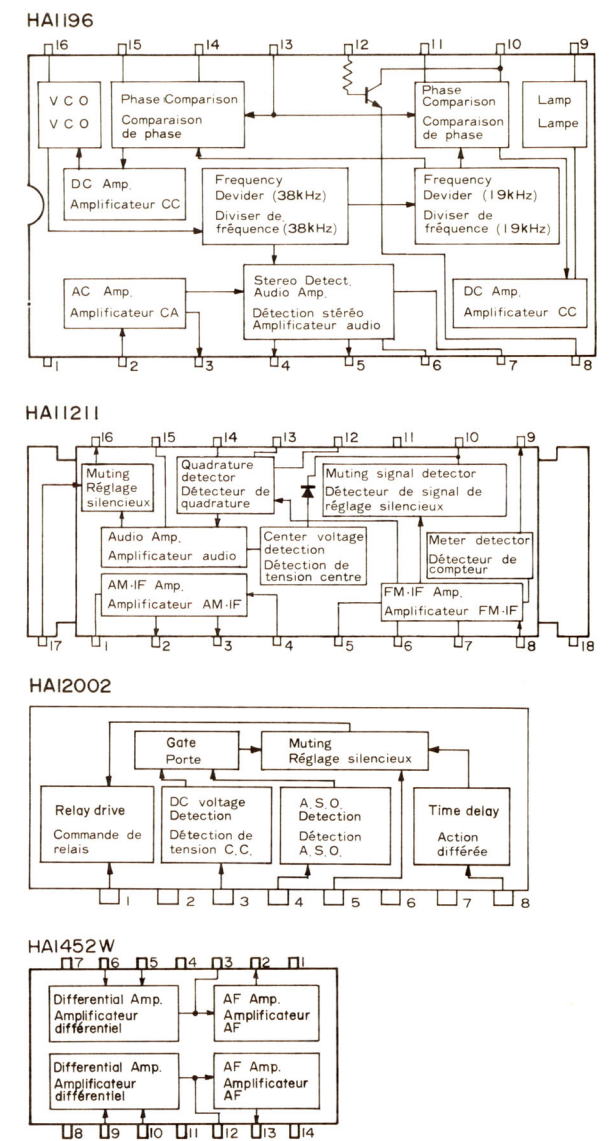 HA1196
16 15 14 13 12 11 10 9
VCO
VCO
Phase Comparison
Comparaison
de phase
Phase
Comparison
Comparaison
de phase
Lamp
Lampe
DC Amp.
Amplificateur CC
Frequency
Devider (38kHz)
Diviser de
fréquence (38kHz)
Frequency
Devider (19kHz)
Diviser de
fréquence (19kHz)
AC Amp.
Amplificateur CA
Stereo Detect.
Audio Amp.
Détection stéréo
Amplificateur audio
DC Amp.
Amplificateur CC
1 2 3 4 5 6 7 8
HA11211
16 15 14 13 12 11 10 9
Muting
Réglage
silencieux
Quadrature
detector
Détecteur de
quadrature
Muting signal detector
Détecteur de signal de
réglage silencieux
Audio Amp.
Amplificateur audio
Center voltage
detection
Détection de
tension centre
Meter detector
Détecteur de
compteur
AM·IF Amp.
Amplificateur AM·IF
FM·IF Amp.
Amplificateur FM·IF
17 1 2 3 4 5 6 7 8 18
HA12002
Gate
Porte
Muting
Réglage silencieux
Relay drive
Commande de
relais
DC voltage
Detection
Détection de
tension C.C.
A.S.O.
Detection
Détection
A.S.O.
Time delay
Action
différée
1 2 3 4 5 6 7 8
HA1452W
7 6 5 4 3 2 1
Differential Amp.
Amplificateur
différentiel
AF Amp.
Amplificateur
AF
Differential Amp.
Amplificateur
différentiel
AF Amp.
Amplificateur
AF
8 9 10 11 12 13 14